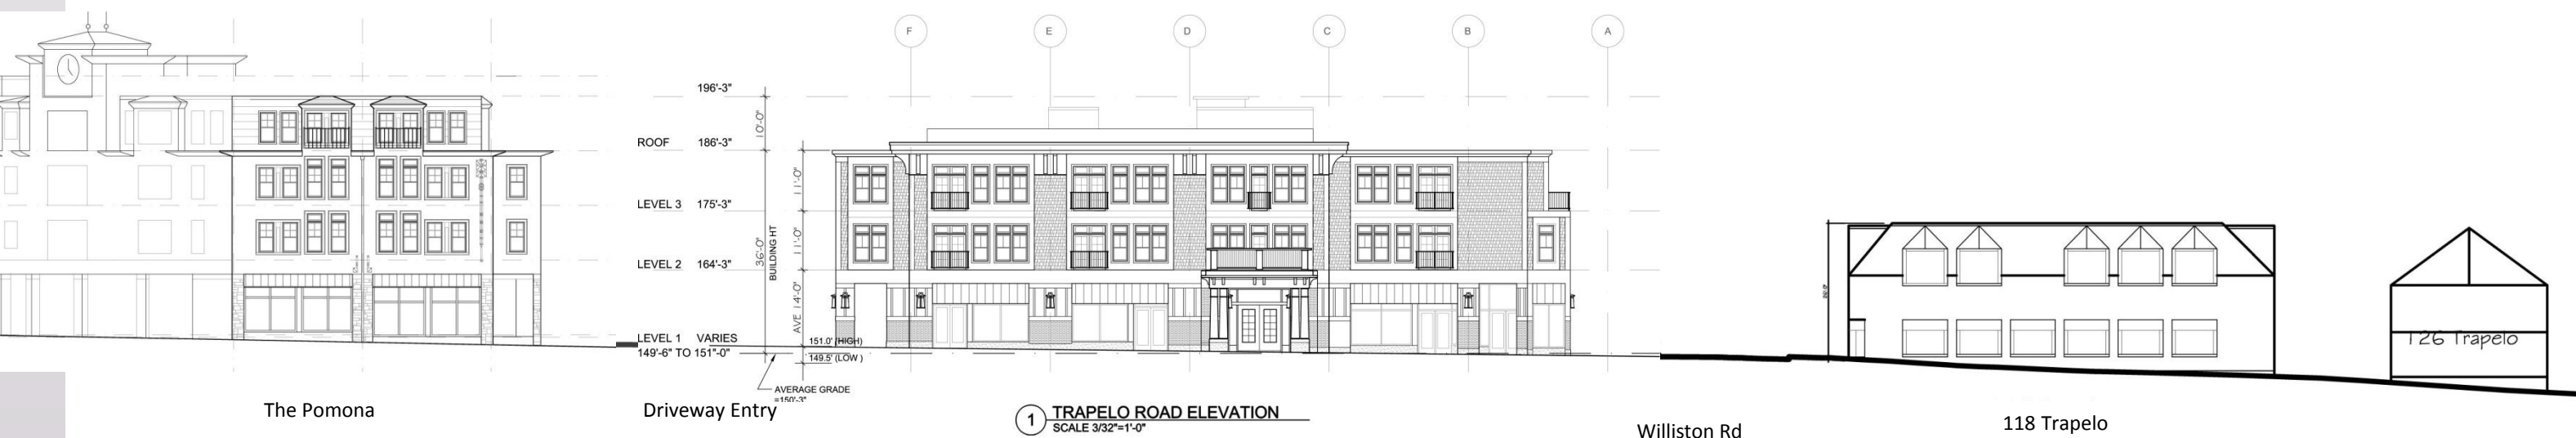 F E D C B A
196'-3"
10'-0"
ROOF 186'-3"
11'-0"
LEVEL 3 175'-3"
36'-0"
BUILDING HT
11'-0"
LEVEL 2 164'-3"
AVE 14'-0"
LEVEL 1 VARIES
149'-6" TO 151"-0"
151.0' (HIGH)
149.5' (LOW )
AVERAGE GRADE
=150'-3"
126 Trapelo
The Pomona
Driveway Entry
1 TRAPELO ROAD ELEVATION
SCALE 3/32"=1'-0"
Williston Rd
118 Trapelo